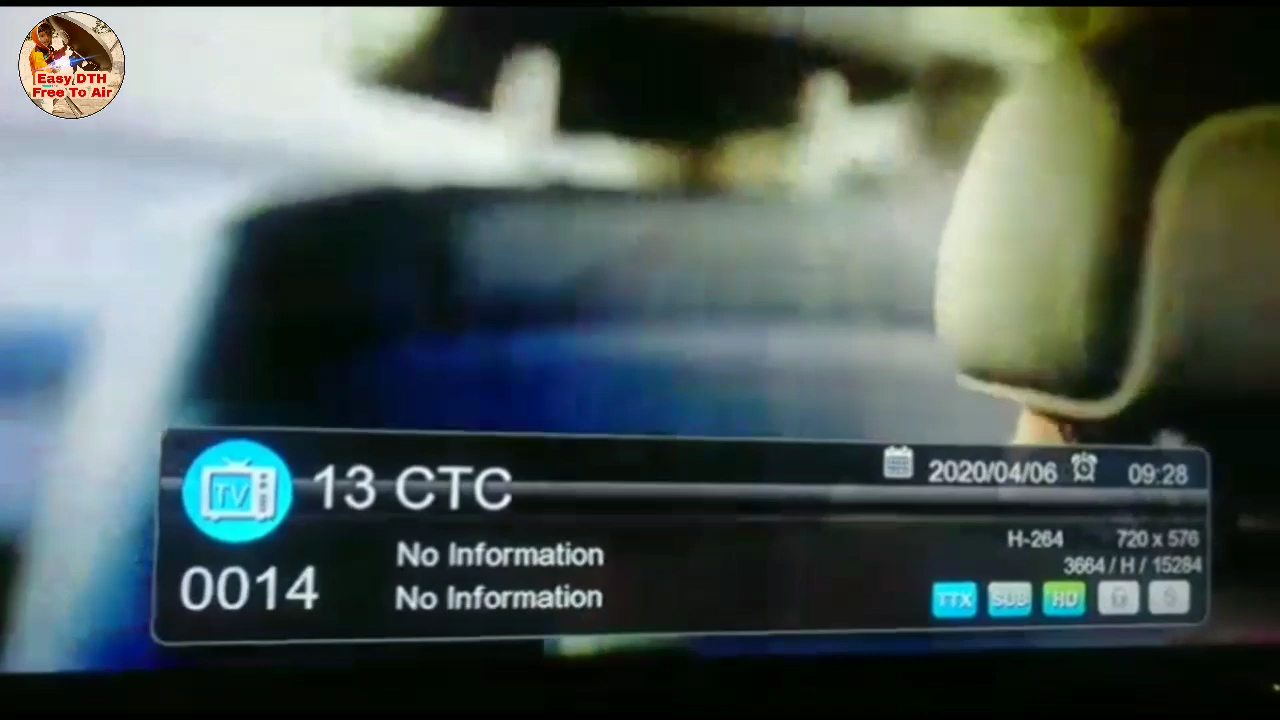 Easy DTH
Free To Air
TV
13 CTC
2020/04/06
09:28
No Information
H-264
720 x 576
3664 / H / 15284
0014
No Information
TTX
SUB
HD